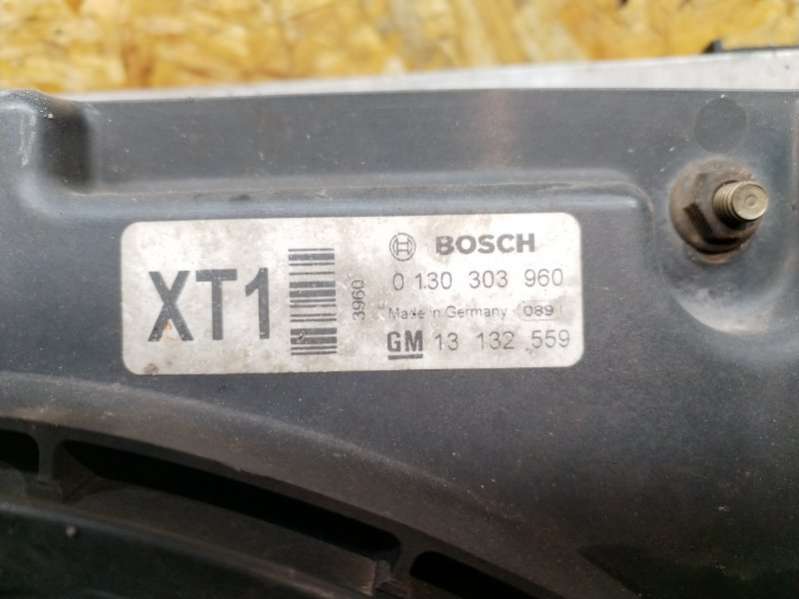 XT1
3960
BOSCH
0 130 303 960
Made in Germany 089
GM 13 132 559